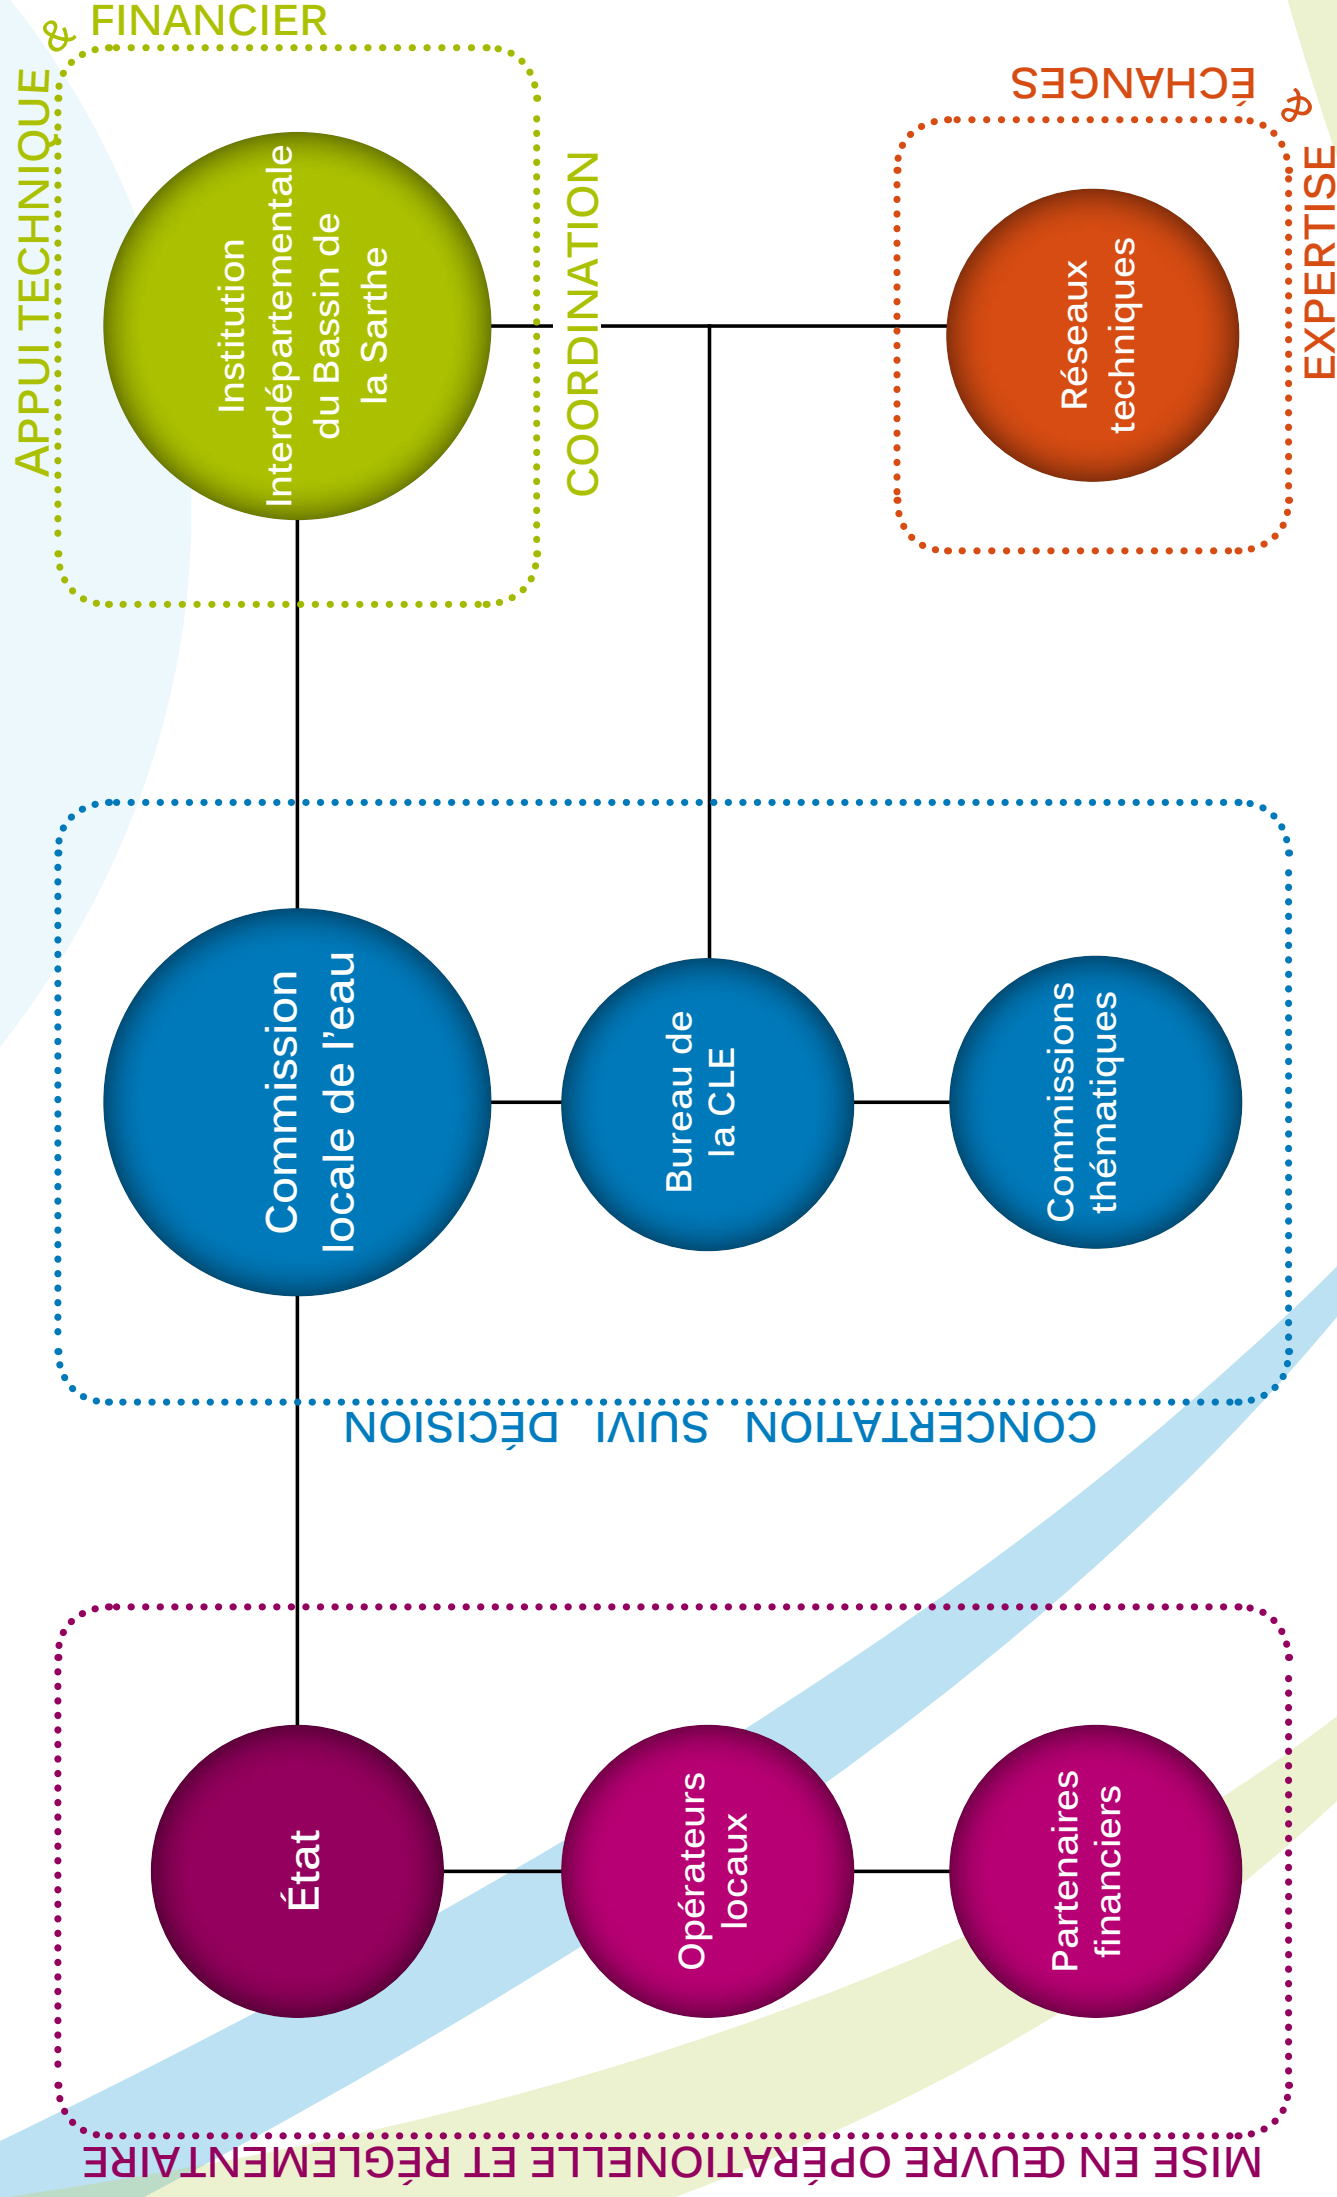 MISE EN ŒUVRE OPÉRATIONELLE ET RÉGLEMENTAIRE
État
Opérateurs
locaux
Partenaires
financiers
CONCERTATION SUIVI DÉCISION
Commission
locale de l'eau
Bureau de
la CLE
Commissions
thématiques
APPUI TECHNIQUE & FINANCIER
Institution
Interdépartementale
du Bassin de
la Sarthe
COORDINATION
EXPERTISE & ÉCHANGES
Réseaux
techniques